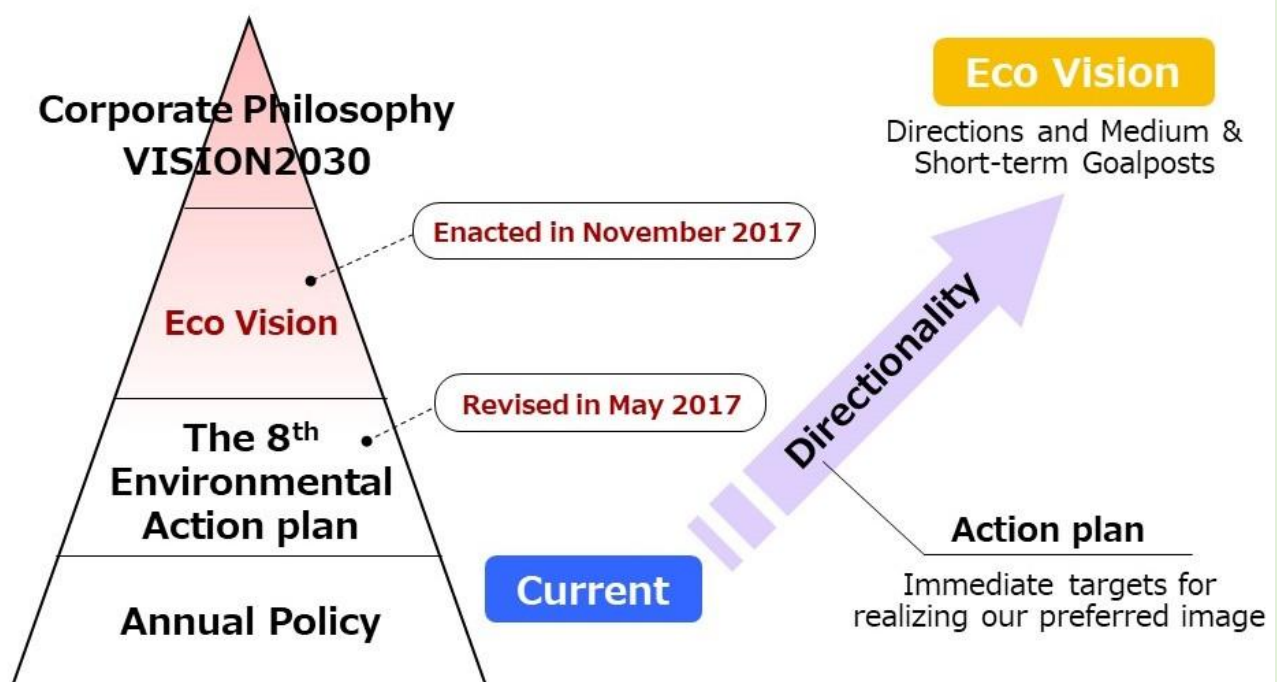 Corporate Philosophy
VISION2030
Enacted in November 2017
Eco Vision
Revised in May 2017
The 8th
Environmental
Action plan
Annual Policy
Eco Vision
Directions and Medium &
Short-term Goalposts
Directionality
Action plan
Immediate targets for
realizing our preferred image
Current